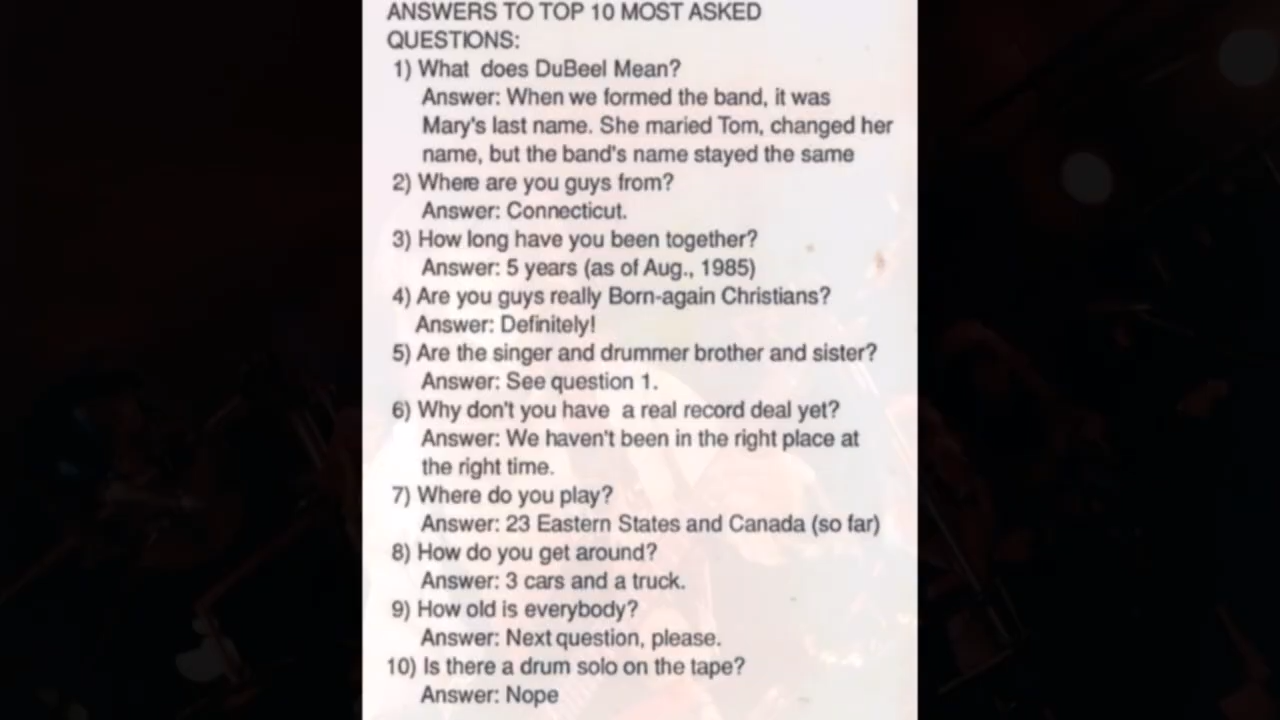 ANSWERS TO TOP 10 MOST ASKED
QUESTIONS:
1) What does DuBeel Mean?
Answer: When we formed the band, it was
Mary's last name. She maried Tom, changed her
name, but the band's name stayed the same
2) Where are you guys from?
Answer: Connecticut.
3) How long have you been together?
Answer: 5 years (as of Aug., 1985)
4) Are you guys really Born-again Christians?
Answer: Definitely!
5) Are the singer and drummer brother and sister?
Answer: See question 1.
6) Why don't you have a real record deal yet?
Answer: We haven't been in the right place at
the right time.
7) Where do you play?
Answer: 23 Eastern States and Canada (so far)
8) How do you get around?
Answer: 3 cars and a truck.
9) How old is everybody?
Answer: Next question, please.
10) Is there a drum solo on the tape?
Answer: Nope